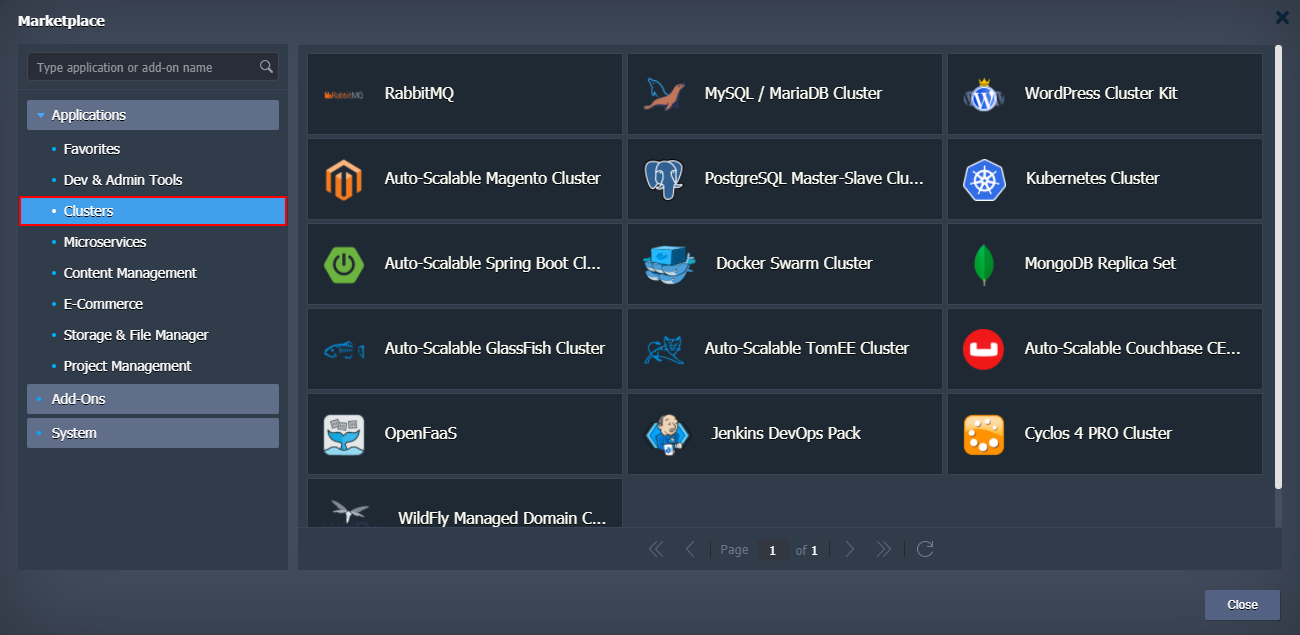 Marketplace
Type application or add-on name
Applications
Favorites
Dev & Admin Tools
Clusters
Microservices
Content Management
E-Commerce
Storage & File Manager
Project Management
Add-Ons
System
RabbitMQ RabbitMQ
MySQL / MariaDB Cluster
WordPress Cluster Kit
Auto-Scalable Magento Cluster
PostgreSQL Master-Slave Clu...
Kubernetes Cluster
Auto-Scalable Spring Boot Cl...
Docker Swarm Cluster
MongoDB Replica Set
Auto-Scalable GlassFish Cluster
Auto-Scalable TomEE Cluster
Auto-Scalable Couchbase CE...
OpenFaaS
Jenkins DevOps Pack
Cyclos 4 PRO Cluster
WildFly Managed Domain C...
Page 1 of 1
Close